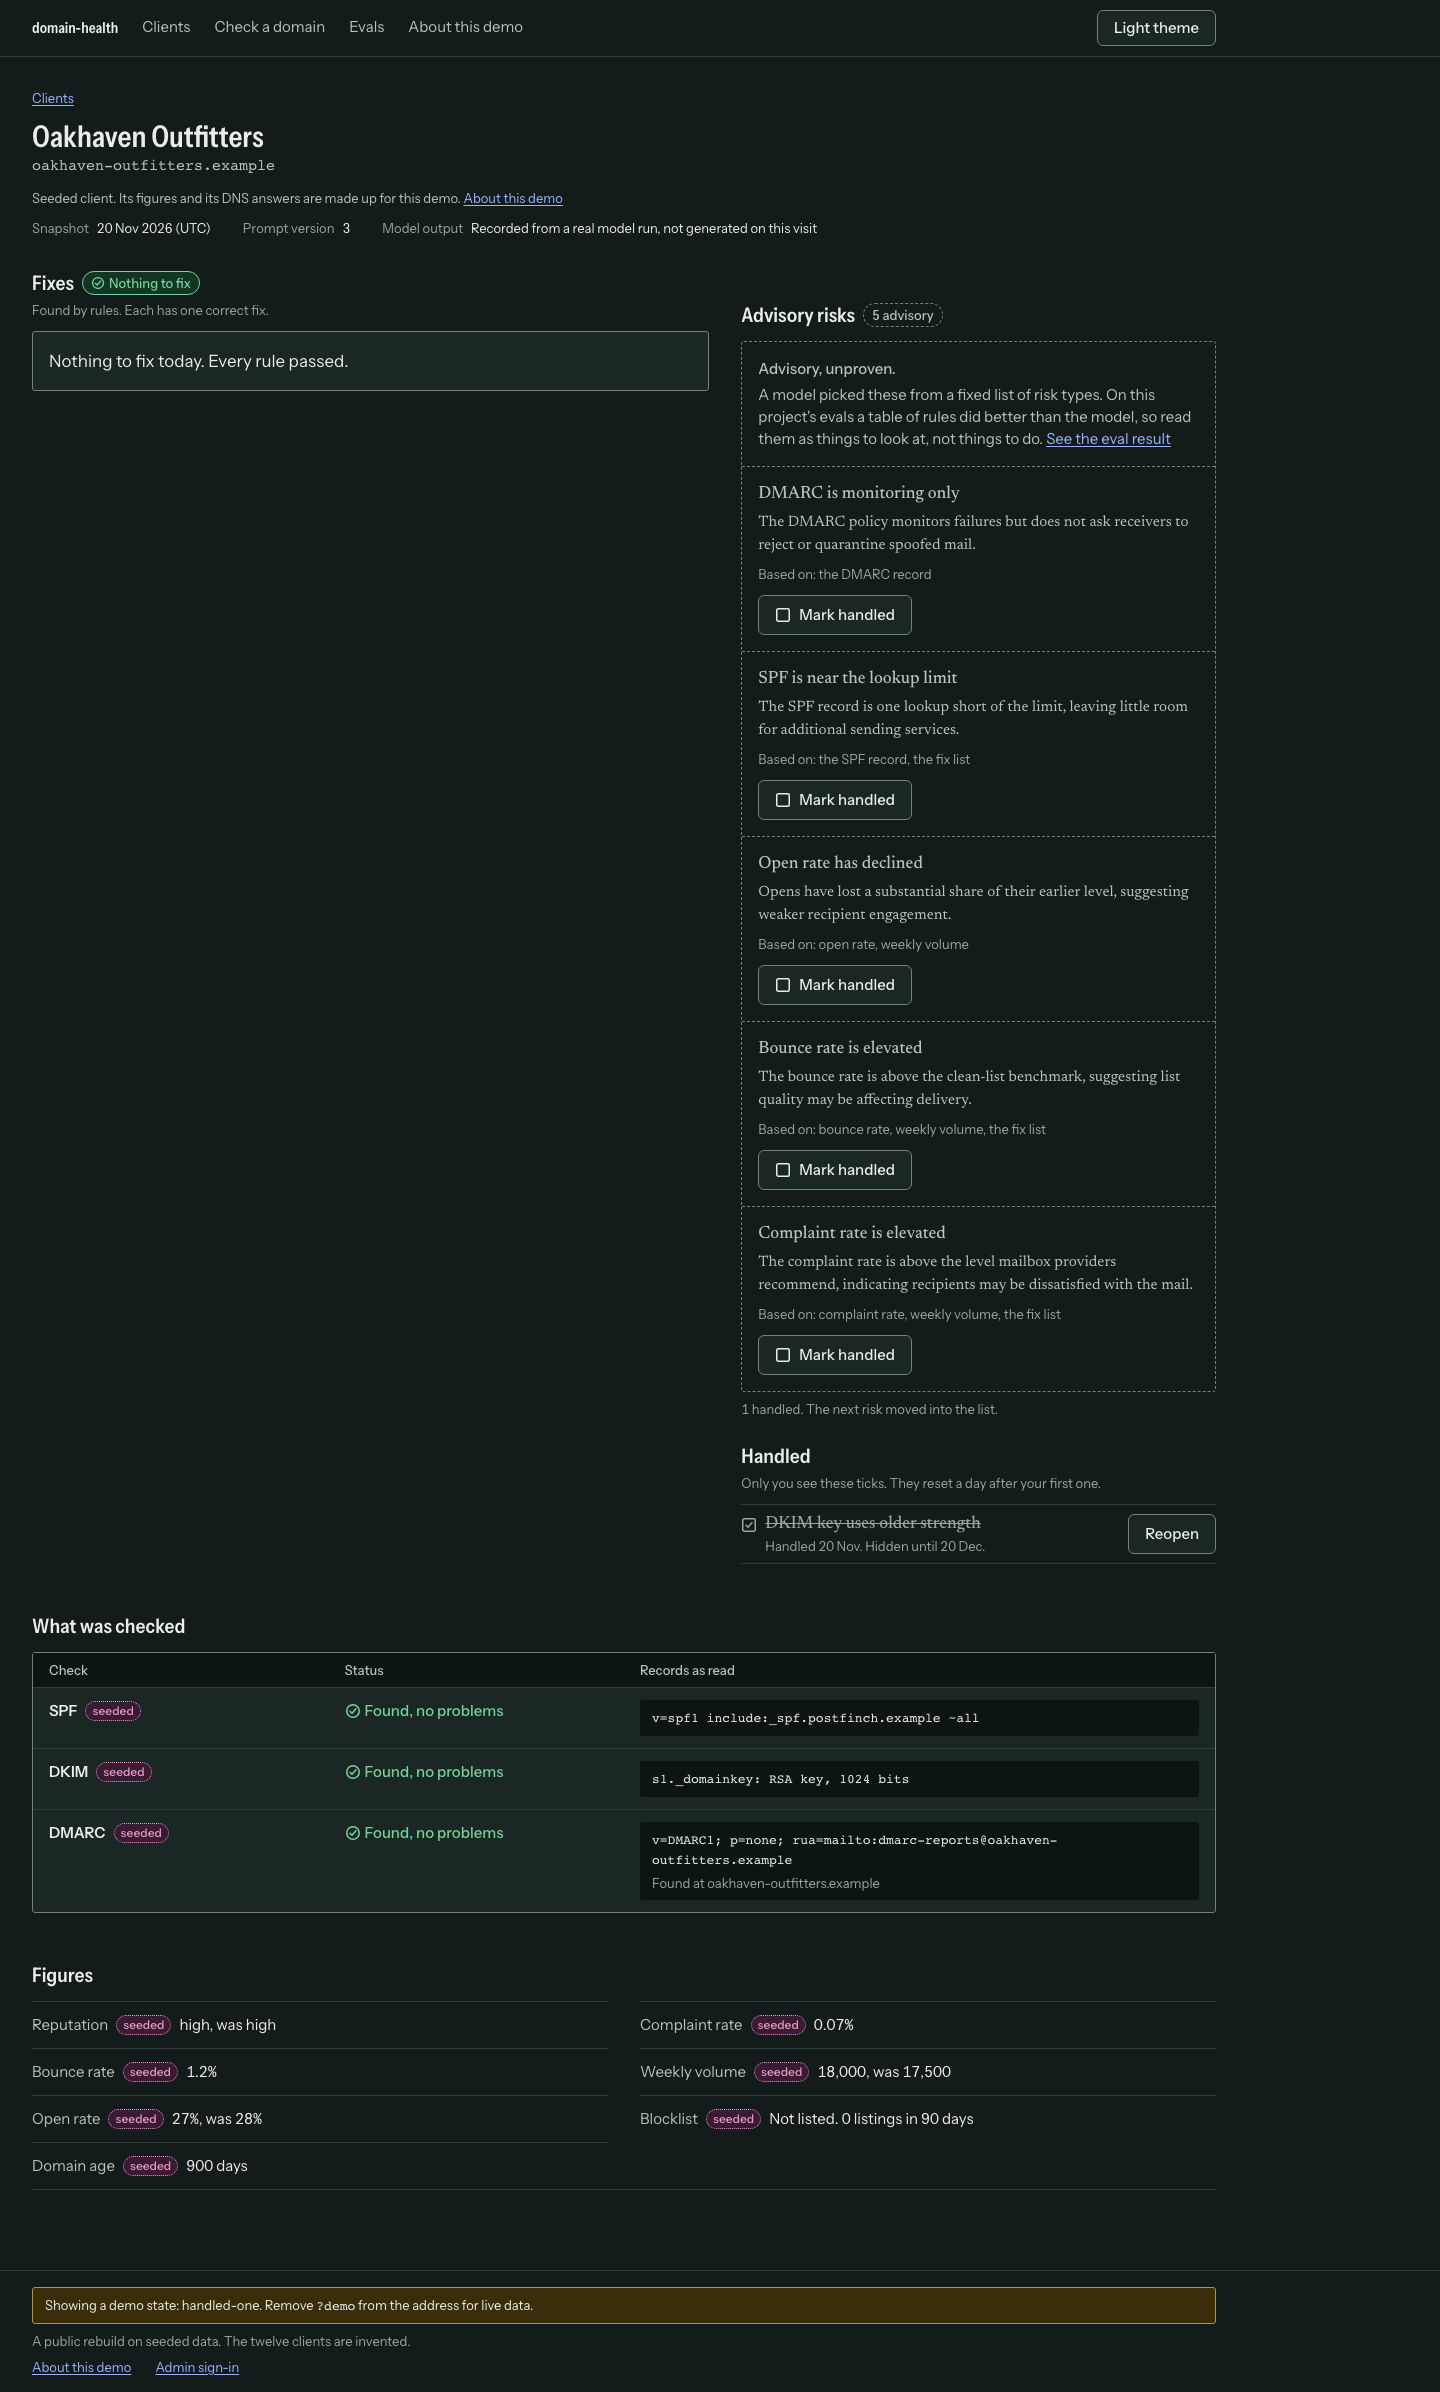 domain-health
Clients
Check a domain
Evals
About this demo
Light theme
Clients
Oakhaven Outfitters
oakhaven-outfitters.example
Seeded client. Its figures and its DNS answers are made up for this demo. About this demo
Snapshot 20 Nov 2026 (UTC) Prompt version 3 Model output Recorded from a real model run, not generated on this visit
Fixes Nothing to fix
Found by rules. Each has one correct fix.
Nothing to fix today. Every rule passed.
Advisory risks 5 advisory
Advisory, unproven.
A model picked these from a fixed list of risk types. On this
project's evals a table of rules did better than the model, so read
them as things to look at, not things to do. See the eval result
DMARC is monitoring only
The DMARC policy monitors failures but does not ask receivers to
reject or quarantine spoofed mail.
Based on: the DMARC record
Mark handled
SPF is near the lookup limit
The SPF record is one lookup short of the limit, leaving little room
for additional sending services.
Based on: the SPF record, the fix list
Mark handled
Open rate has declined
Opens have lost a substantial share of their earlier level, suggesting
weaker recipient engagement.
Based on: open rate, weekly volume
Mark handled
Bounce rate is elevated
The bounce rate is above the clean-list benchmark, suggesting list
quality may be affecting delivery.
Based on: bounce rate, weekly volume, the fix list
Mark handled
Complaint rate is elevated
The complaint rate is above the level mailbox providers
recommend, indicating recipients may be dissatisfied with the mail.
Based on: complaint rate, weekly volume, the fix list
Mark handled
1 handled. The next risk moved into the list.
Handled
Only you see these ticks. They reset a day after your first one.
DKIM key uses older strength
Handled 20 Nov. Hidden until 20 Dec.
Reopen
What was checked
Check Status Records as read
SPF seeded Found, no problems v=spf1 include:_spf.postfinch.example ~all
DKIM seeded Found, no problems s1._domainkey: RSA key, 1024 bits
DMARC seeded Found, no problems v=DMARC1; p=none; rua=mailto:dmarc-reports@oakhaven-
outfitters.example
Found at oakhaven-outfitters.example
Figures
Reputation seeded high, was high
Complaint rate seeded 0.07%
Bounce rate seeded 1.2%
Weekly volume seeded 18,000, was 17,500
Open rate seeded 27%, was 28%
Blocklist seeded Not listed. 0 listings in 90 days
Domain age seeded 900 days
Showing a demo state: handled-one. Remove ?demo from the address for live data.
A public rebuild on seeded data. The twelve clients are invented.
About this demo
Admin sign-in